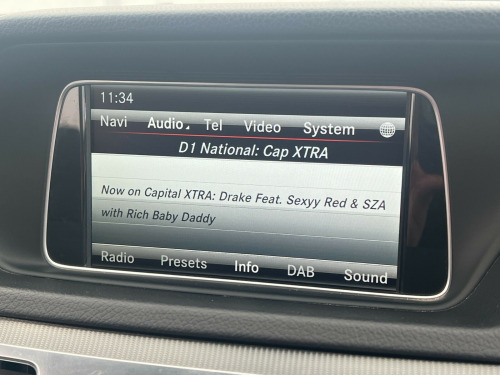 11:34
Navi Audio Tel Video System
D1 National: Cap XTRA
Now on Capital XTRA: Drake Feat. Sexyy Red & SZA
with Rich Baby Daddy
Radio Presets Info DAB Sound